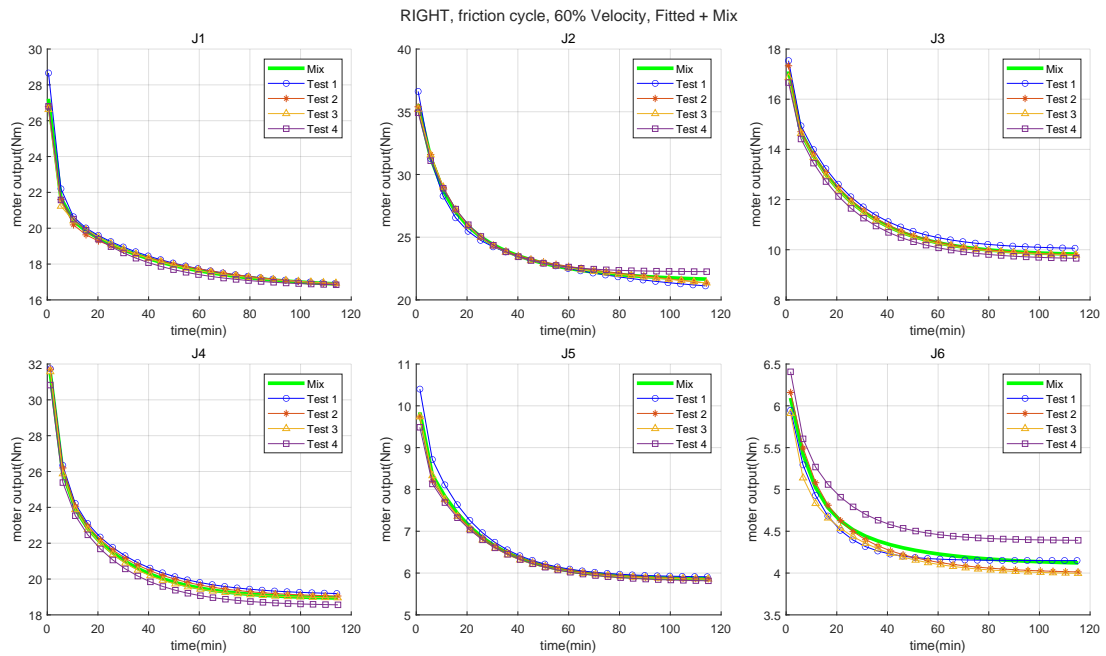 RIGHT, friction cycle, 60% Velocity, Fitted + Mix
J1
30
28
26
24
22
20
18
16
0 20 40 60 80 100 120
moter output(Nm)
time(min)
Mix
Test 1
Test 2
Test 3
Test 4
J2
40
35
30
25
20
0 20 40 60 80 100 120
moter output(Nm)
time(min)
Mix
Test 1
Test 2
Test 3
Test 4
J3
18
16
14
12
10
8
0 20 40 60 80 100 120
moter output(Nm)
time(min)
Mix
Test 1
Test 2
Test 3
Test 4
J4
32
30
28
26
24
22
20
18
0 20 40 60 80 100 120
moter output(Nm)
time(min)
Mix
Test 1
Test 2
Test 3
Test 4
J5
11
10
9
8
7
6
5
0 20 40 60 80 100 120
moter output(Nm)
time(min)
Mix
Test 1
Test 2
Test 3
Test 4
J6
6.5
6
5.5
5
4.5
4
3.5
0 20 40 60 80 100 120
moter output(Nm)
time(min)
Mix
Test 1
Test 2
Test 3
Test 4